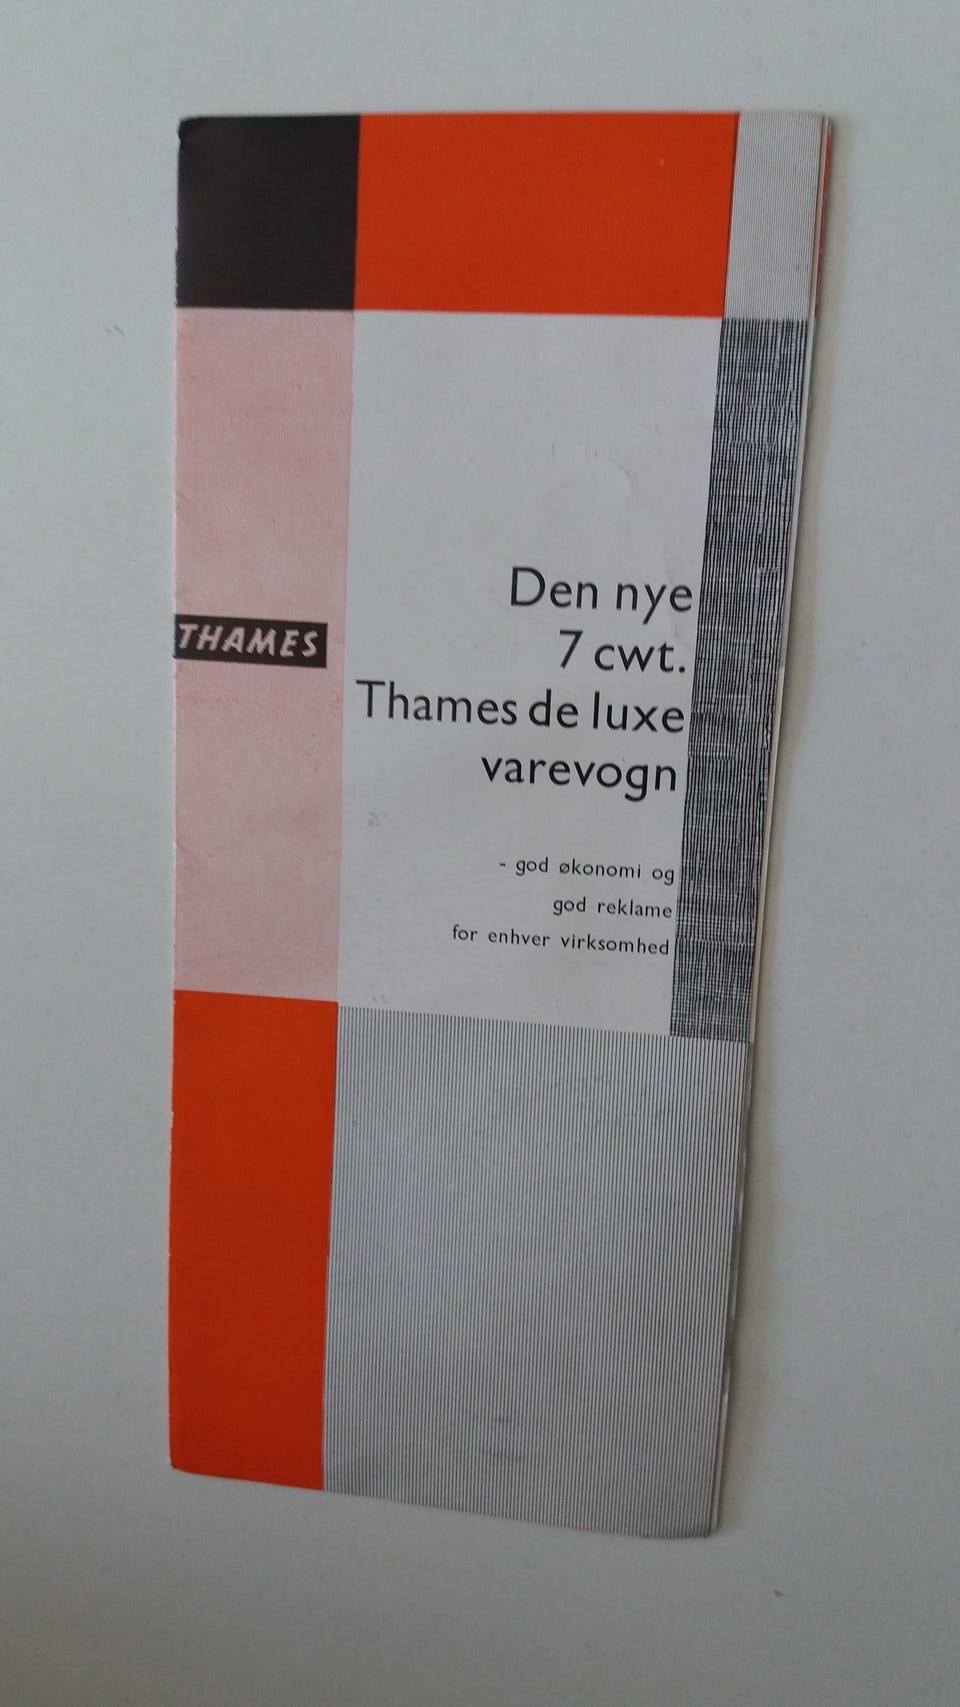 THAMES
Den nye
7 cwt.
Thames de luxe
varevogn
- god økonomi og
god reklame
for enhver virksomhed